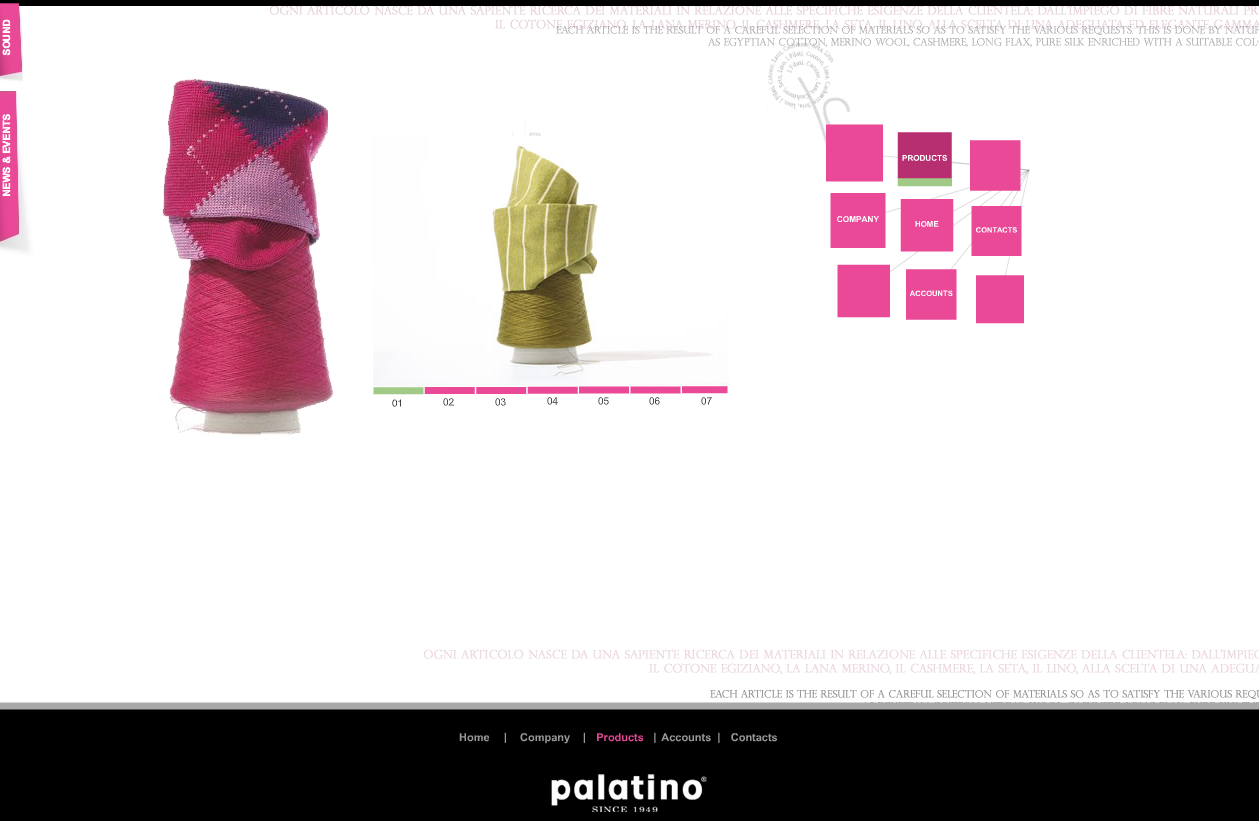 OGNI ARTICOLO NASCE DA UNA SAPIENTE RICERCA DEI MATERIALI IN RELAZIONE ALLE SPECIFICHE ESIGENZE DELLA CLIENTELA: DALL'IMPIEGO DI FIBRE NATURALI
IL COTONE EGIZIANO, LA LANA MERINO, IL CASHMERE, LA SETA, IL LINO, ALLA SCELTA DI UNA ADEGUATA ED ELEGANTE GAMMA
EACH ARTICLE IS THE RESULT OF A CAREFUL SELECTION OF MATERIALS SO AS TO SATISFY THE VARIOUS REQUESTS. THIS IS DONE BY NATUR
AS EGYPTIAN COTTON, MERINO WOOL, CASHMERE, LONG FLAX, PURE SILK ENRICHED WITH A SUITABLE COL
SOUND
NEWS & EVENTS
PRODUCTS
COMPANY
HOME
CONTACTS
ACCOUNTS
01 02 03 04 05 06 07
OGNI ARTICOLO NASCE DA UNA SAPIENTE RICERCA DEI MATERIALI IN RELAZIONE ALLE SPECIFICHE ESIGENZE DELLA CLIENTELA: DALL'IMPIEG
IL COTONE EGIZIANO, LA LANA MERINO, IL CASHMERE, LA SETA, IL LINO, ALLA SCELTA DI UNA ADEGUA
EACH ARTICLE IS THE RESULT OF A CAREFUL SELECTION OF MATERIALS SO AS TO SATISFY THE VARIOUS REQU
Home | Company | Products | Accounts | Contacts
palatino®
SINCE 1949